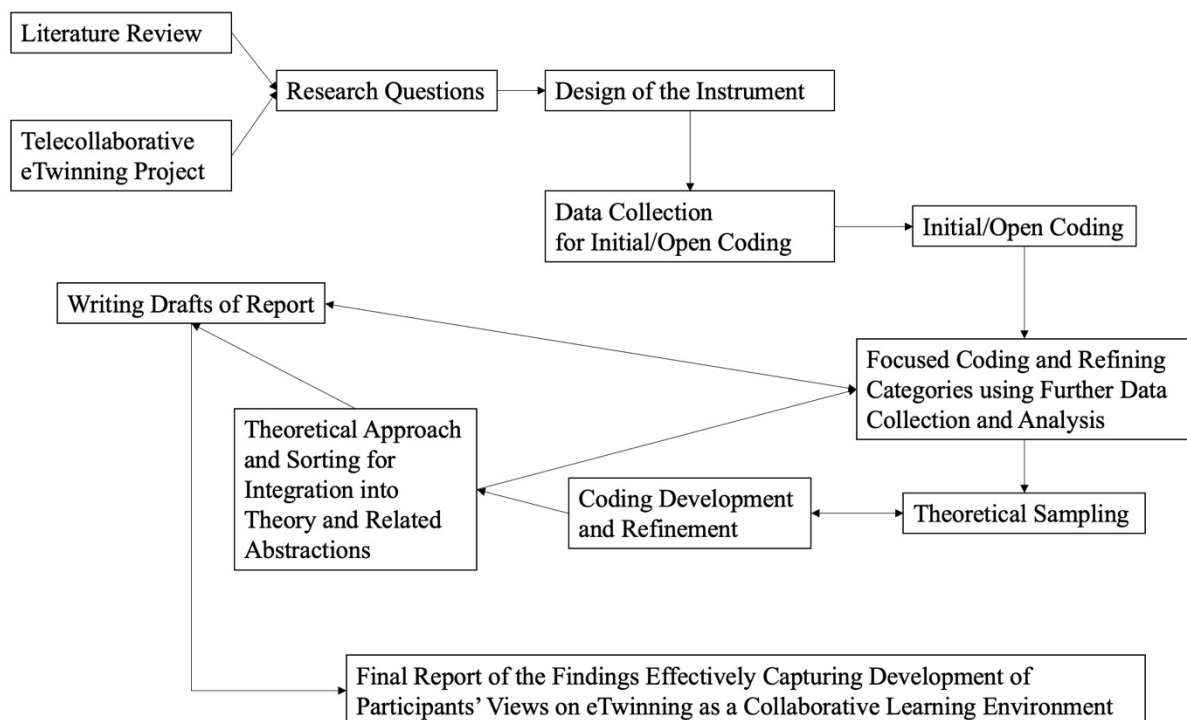 Literature Review
Research Questions
Design of the Instrument
Telecollaborative
eTwinning Project
Data Collection
for Initial/Open Coding
Initial/Open Coding
Writing Drafts of Report
Focused Coding and Refining
Categories using Further Data
Collection and Analysis
Theoretical Approach
and Sorting for
Integration into
Theory and Related
Abstractions
Coding Development
and Refinement
Theoretical Sampling
Final Report of the Findings Effectively Capturing Development of
Participants’ Views on eTwinning as a Collaborative Learning Environment